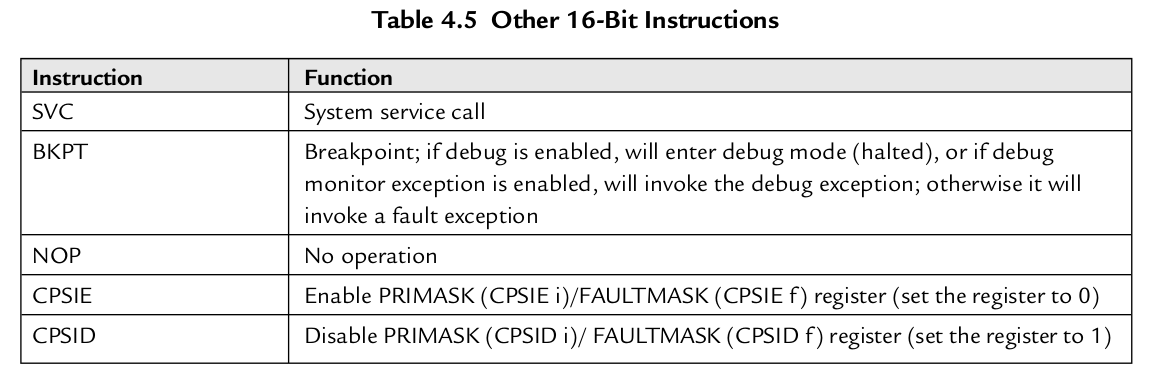 Table 4.5 Other 16-Bit Instructions
Instruction Function
SVC System service call
BKPT Breakpoint; if debug is enabled, will enter debug mode (halted), or if debug
monitor exception is enabled, will invoke the debug exception; otherwise it will
invoke a fault exception
NOP No operation
CPSIE Enable PRIMASK (CPSIE i)/FAULTMASK (CPSIE f) register (set the register to 0)
CPSID Disable PRIMASK (CPSID i)/ FAULTMASK (CPSID f) register (set the register to 1)